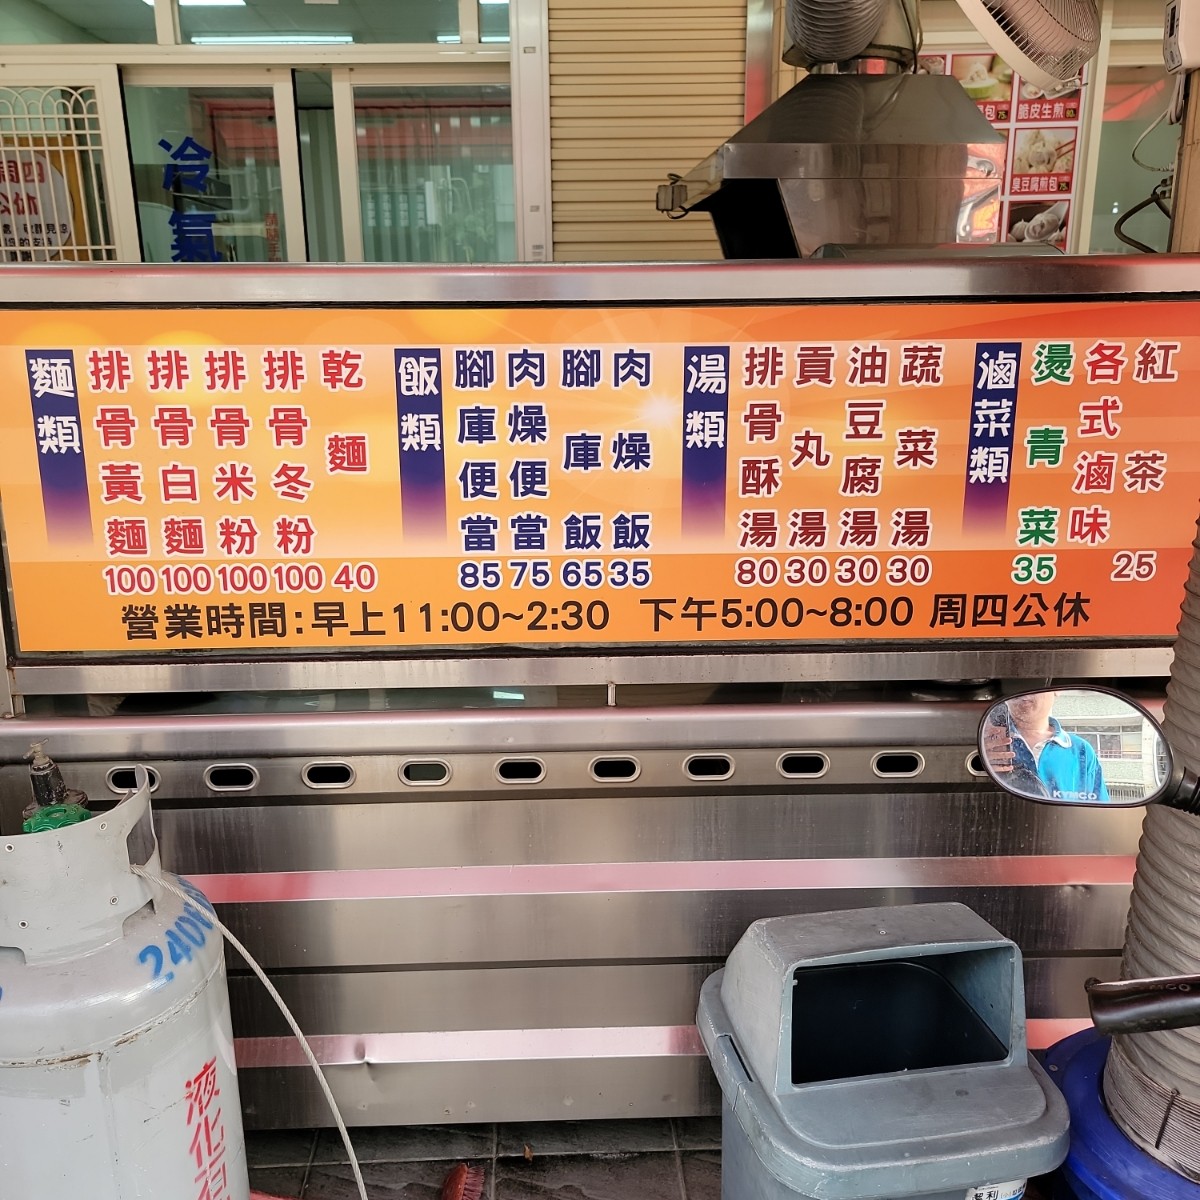 冷氣
脆皮生煎
臭豆腐煎包
麵類
排骨黃麵 100
排骨白麵 100
排骨米粉 100
排骨冬粉 100
乾麵 40
飯類
腳庫便當 85
肉燥便當 75
腳庫飯 65
肉燥飯 35
湯類
排骨酥湯 80
貢丸湯 30
油豆腐湯 30
蔬菜湯 30
滷菜類
燙青菜 35
各式滷味
紅茶 25
營業時間:早上11:00~2:30 下午5:00~8:00 周四公休
KYMCO
240
液化石